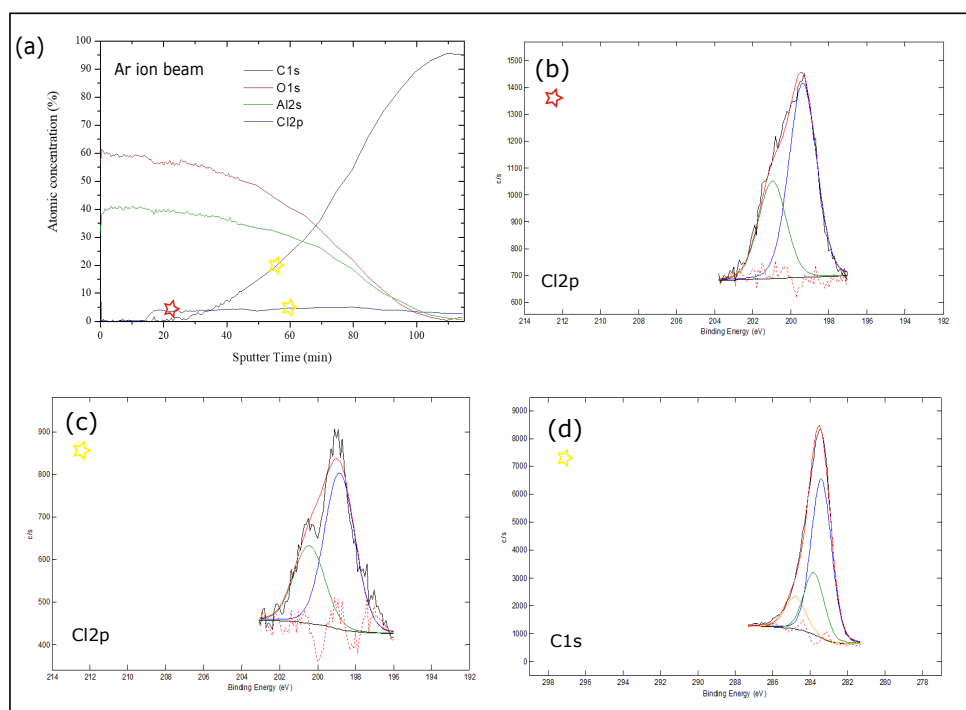 (a)
100
90
80
70
60
50
40
30
20
10
0
Atomic concentration (%)
Ar ion beam
C1s
O1s
Al2s
Cl2p
0 20 40 60 80 100
Sputter Time (min)
(b)
1500
1400
1300
1200
1100
1000
900
800
700
600
c/s
Cl2p
214 212 210 208 206 204 202 200 198 196 194 192
Binding Energy (eV)
(c)
900
800
700
600
500
400
c/s
Cl2p
214 212 210 208 206 204 202 200 198 196 194 192
Binding Energy (eV)
(d)
9000
8000
7000
6000
5000
4000
3000
2000
1000
0
c/s
C1s
298 296 294 292 290 288 286 284 282 280 278
Binding Energy (eV)